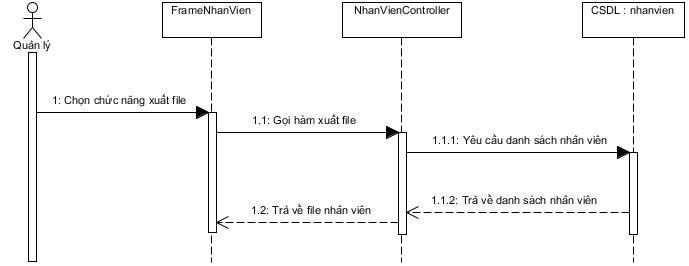 FrameNhanVien
NhanVienController
CSDL : nhanvien
Quản lý
1: Chọn chức năng xuất file
1.1: Gọi hàm xuất file
1.1.1: Yêu cầu danh sách nhân viên
1.1.2: Trả về danh sách nhân viên
1.2: Trả về file nhân viên